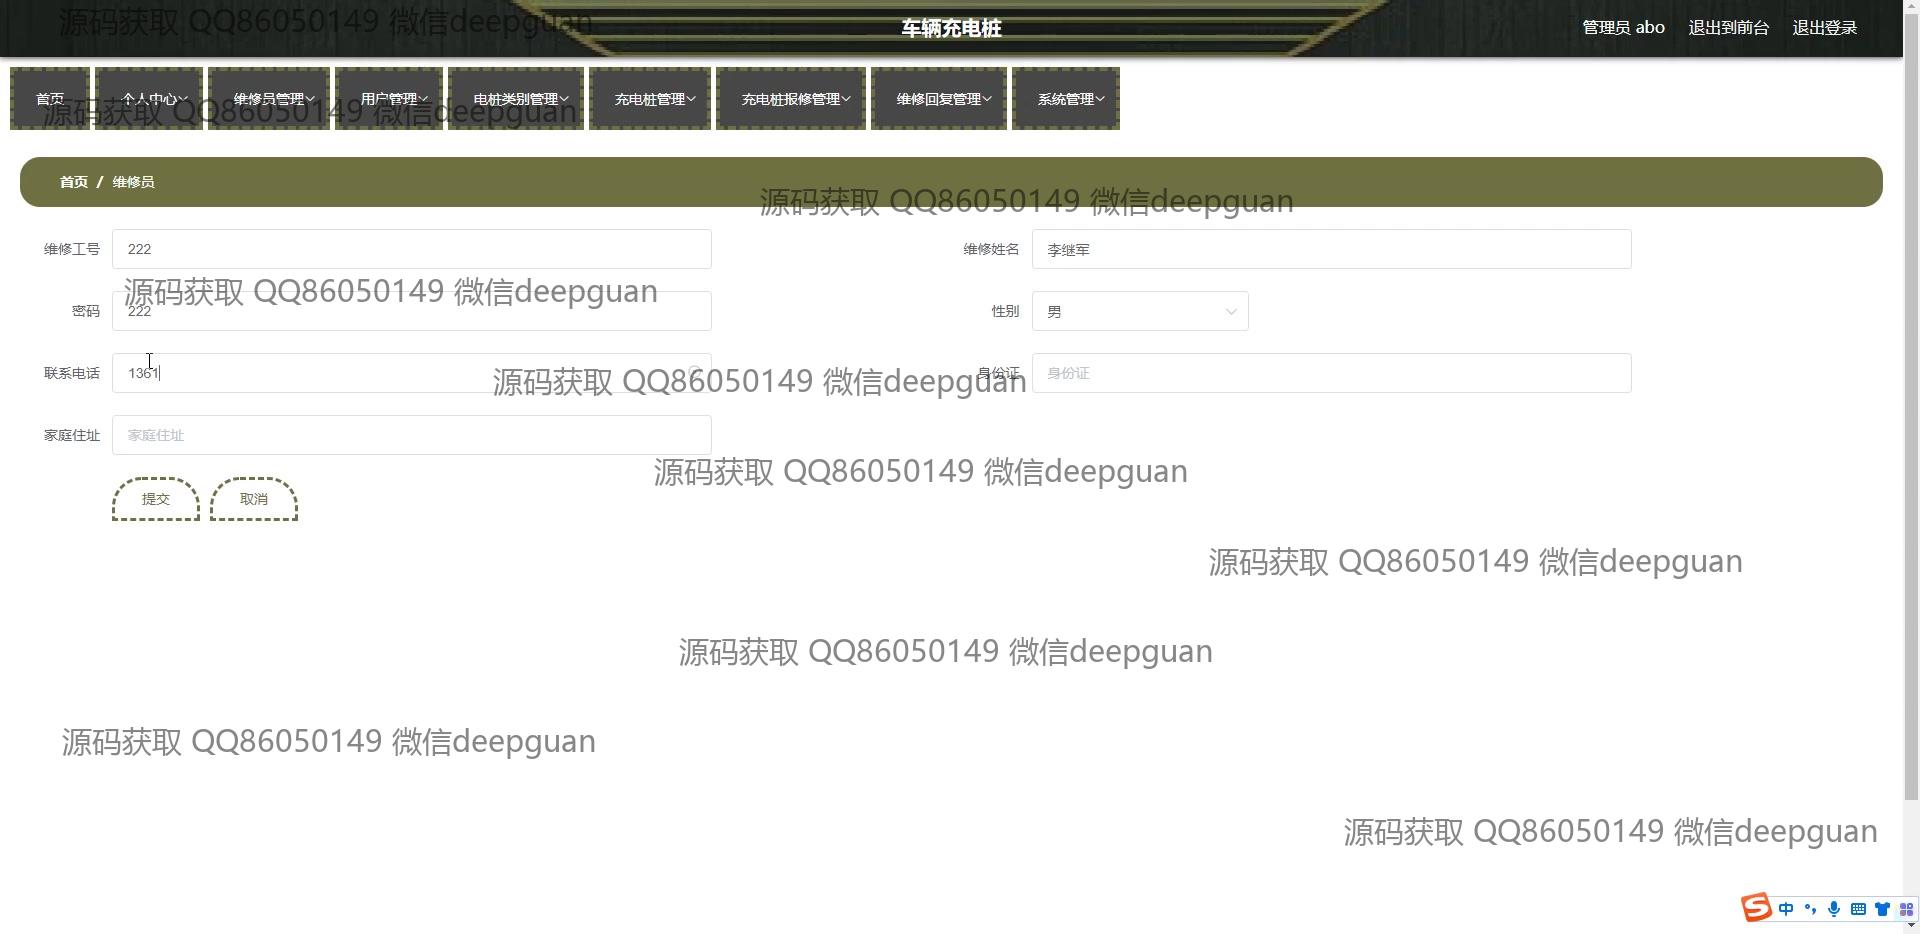 源码获取 QQ86050149 微信deepguan
车辆充电桩
管理员 abo 退出到前台 退出登录
首页 个人中心 维修员管理 用户管理 电桩类别管理 充电桩管理 充电桩报修管理 维修回复管理 系统管理
源码获取 QQ86050149 微信deepguan
首页 / 维修员
源码获取 QQ86050149 微信deepguan
维修工号 222 维修姓名 李继军
源码获取 QQ86050149 微信deepguan
密码 222 性别 男
联系电话 1361 身份证 身份证
源码获取 QQ86050149 微信deepguan
家庭住址 家庭住址
源码获取 QQ86050149 微信deepguan
提交 取消
源码获取 QQ86050149 微信deepguan
源码获取 QQ86050149 微信deepguan
源码获取 QQ86050149 微信deepguan
源码获取 QQ86050149 微信deepguan
S 中